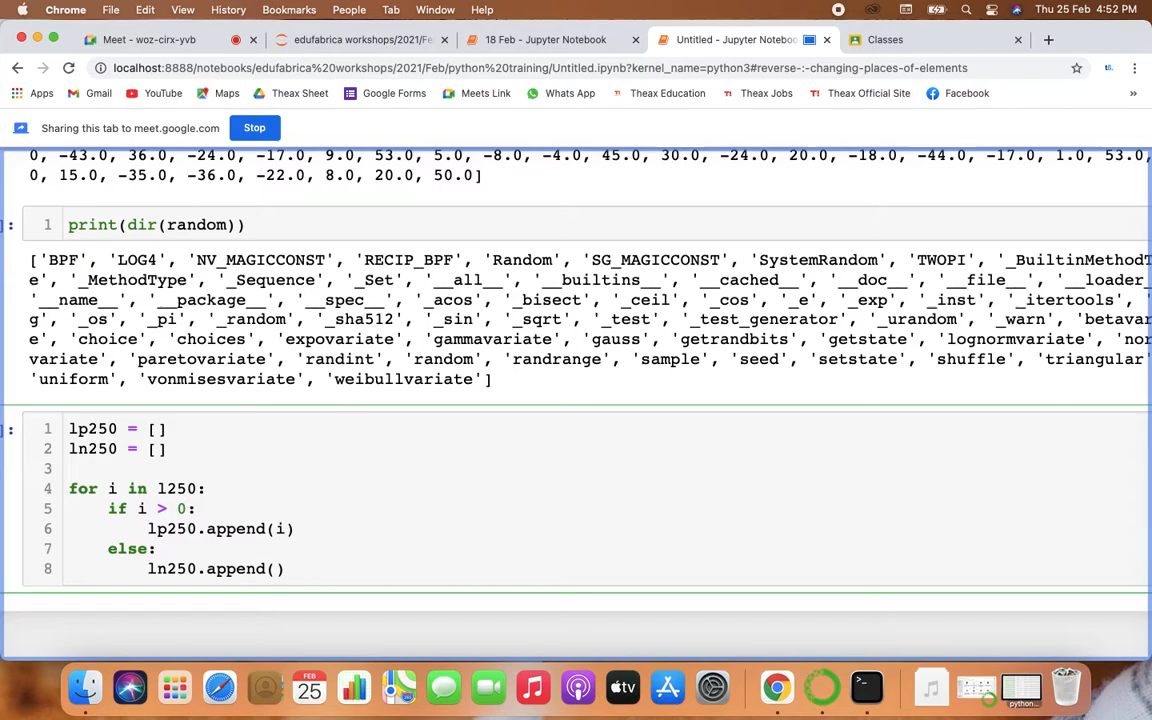 Chrome File Edit View History Bookmarks People Tab Window Help Thu 25 Feb 4:52 PM
Meet - woz-cirx-yvb edufabrica workshops/2021/Fe 18 Feb - Jupyter Notebook Untitled - Jupyter Noteboo Classes
localhost:8888/notebooks/edufabrica%20workshops/2021/Feb/python%20training/Untitled.ipynb?kernel_name=python3#reverse-:-changing-places-of-elements
Apps Gmail YouTube Maps Theax Sheet Google Forms Meets Link Whats App Theax Education Theax Jobs Theax Official Site Facebook »
Sharing this tab to meet.google.com Stop
0, -43.0, 36.0, -24.0, -17.0, 9.0, 53.0, 5.0, -8.0, -4.0, 45.0, 30.0, -24.0, 20.0, -18.0, -44.0, -17.0, 1.0, 53.0,
0, 15.0, -35.0, -36.0, -22.0, 8.0, 20.0, 50.0]
]: 1 print(dir(random))
['BPF', 'LOG4', 'NV_MAGICCONST', 'RECIP_BPF', 'Random', 'SG_MAGICCONST', 'SystemRandom', 'TWOPI', '_BuiltinMethodT
e', '_MethodType', '_Sequence', '_Set', '__all__', '__builtins__', '__cached__', '__doc__', '__file__', '__loader_
'__name__', '__package__', '__spec__', '_acos', '_bisect', '_ceil', '_cos', '_e', '_exp', '_inst', '_itertools',
g', '_os', '_pi', '_random', '_sha512', '_sin', '_sqrt', '_test', '_test_generator', '_urandom', '_warn', 'betavar
e', 'choice', 'choices', 'expovariate', 'gammavariate', 'gauss', 'getrandbits', 'getstate', 'lognormvariate', 'nor
variate', 'paretovariate', 'randint', 'random', 'randrange', 'sample', 'seed', 'setstate', 'shuffle', 'triangular'
'uniform', 'vonmisesvariate', 'weibullvariate']
]: 1 lp250 = []
2 ln250 = []
3
4 for i in l250:
5 if i > 0:
6 lp250.append(i)
7 else:
8 ln250.append()
FEB
25
tv
python...